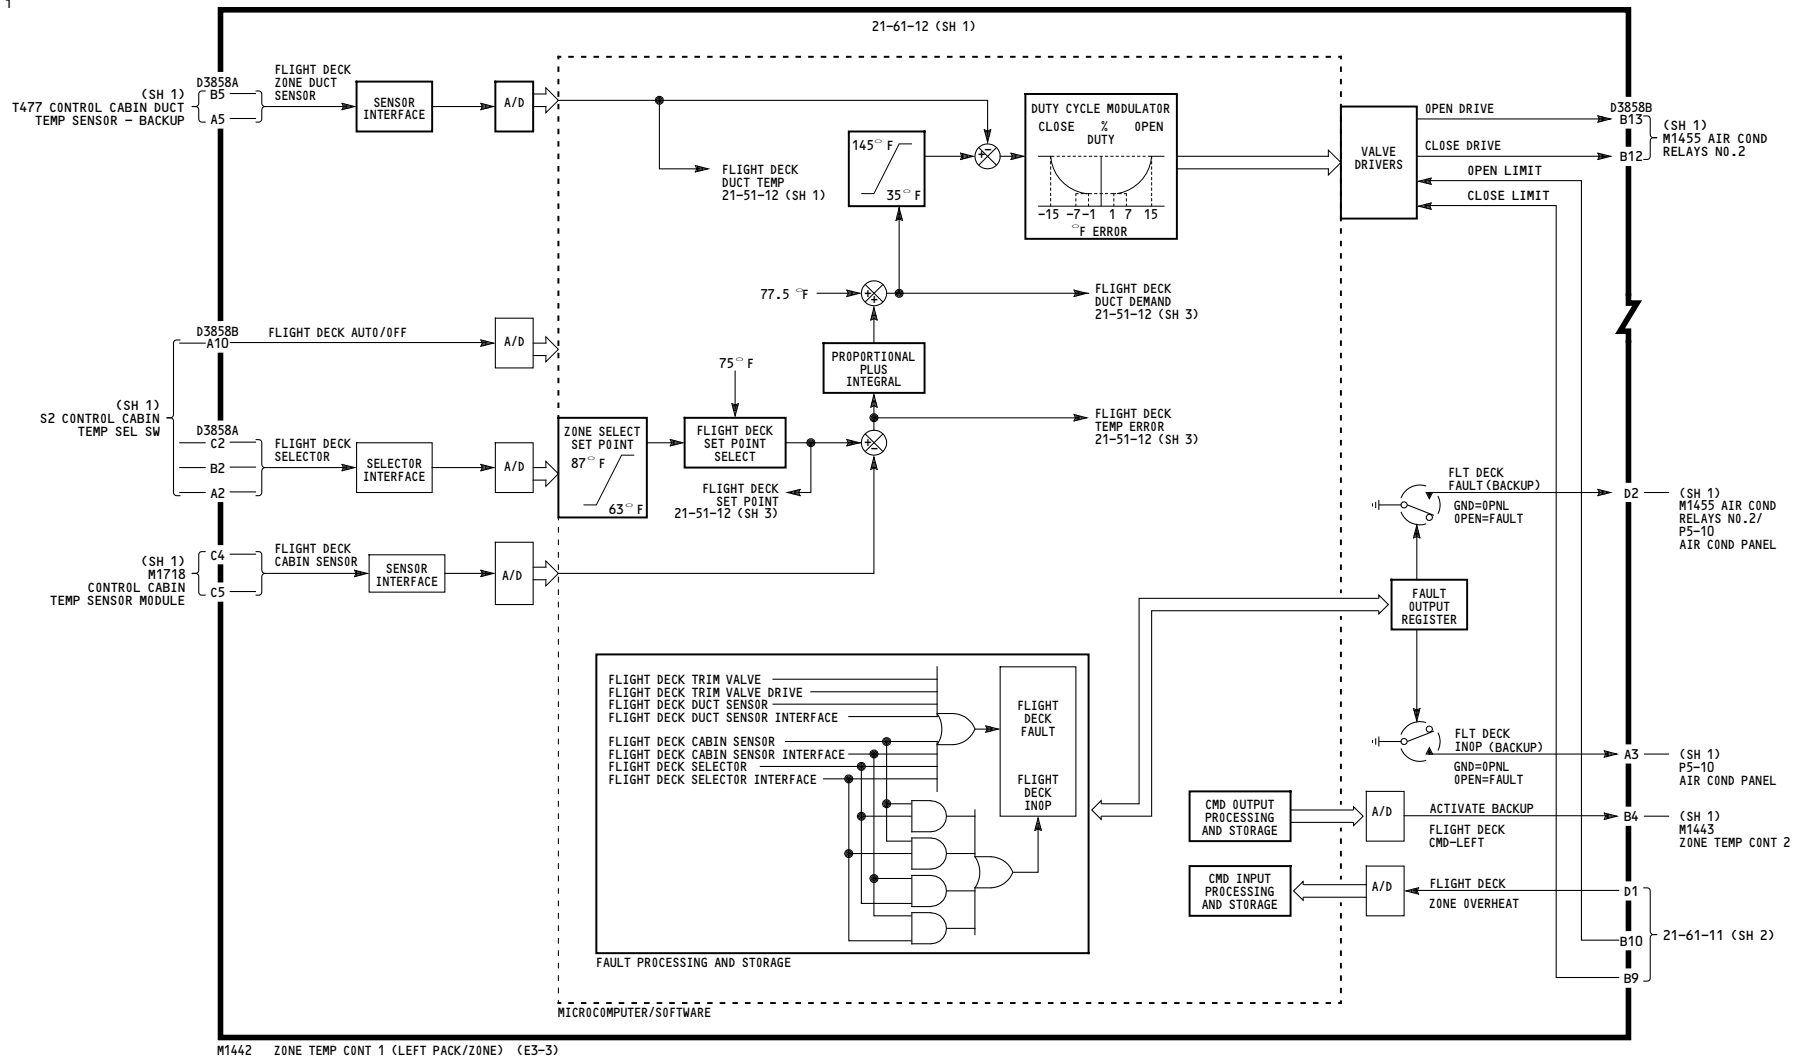 1
21-61-12 (SH 1)
D3858A
(SH 1)
T477 CONTROL CABIN DUCT
TEMP SENSOR - BACKUP
B5
A5
FLIGHT DECK
ZONE DUCT
SENSOR
SENSOR
INTERFACE
A/D
FLIGHT DECK
DUCT TEMP
21-51-12 (SH 1)
145° F
35° F
+
-
DUTY CYCLE MODULATOR
CLOSE % OPEN
DUTY
-15 -7 -1 1 7 15
°F ERROR
VALVE
DRIVERS
OPEN DRIVE
CLOSE DRIVE
OPEN LIMIT
CLOSE LIMIT
D3858B
B13
B12
(SH 1)
M1455 AIR COND
RELAYS NO.2
77.5 °F
+
+
FLIGHT DECK
DUCT DEMAND
21-51-12 (SH 3)
D3858B
A10
FLIGHT DECK AUTO/OFF
A/D
PROPORTIONAL
PLUS
INTEGRAL
75° F
(SH 1)
S2 CONTROL CABIN
TEMP SEL SW
D3858A
C2
B2
A2
FLIGHT DECK
SELECTOR
SELECTOR
INTERFACE
A/D
ZONE SELECT
SET POINT
87° F
63° F
FLIGHT DECK
SET POINT
SELECT
+
-
FLIGHT DECK
TEMP ERROR
21-51-12 (SH 3)
FLIGHT DECK
SET POINT
21-51-12 (SH 3)
FLT DECK
FAULT (BACKUP)
GND=OPNL
OPEN=FAULT
D2
(SH 1)
M1455 AIR COND
RELAYS NO.2/
P5-10
AIR COND PANEL
(SH 1)
M1718
CONTROL CABIN
TEMP SENSOR MODULE
C4
C5
FLIGHT DECK
CABIN SENSOR
SENSOR
INTERFACE
A/D
FAULT
OUTPUT
REGISTER
FLIGHT DECK TRIM VALVE
FLIGHT DECK TRIM VALVE DRIVE
FLIGHT DECK DUCT SENSOR
FLIGHT DECK DUCT SENSOR INTERFACE
FLIGHT DECK CABIN SENSOR
FLIGHT DECK CABIN SENSOR INTERFACE
FLIGHT DECK SELECTOR
FLIGHT DECK SELECTOR INTERFACE
FLIGHT
DECK
FAULT
FLIGHT
DECK
INOP
FAULT PROCESSING AND STORAGE
FLT DECK
INOP (BACKUP)
GND=OPNL
OPEN=FAULT
A3
(SH 1)
P5-10
AIR COND PANEL
CMD OUTPUT
PROCESSING
AND STORAGE
A/D
ACTIVATE BACKUP
FLIGHT DECK
CMD-LEFT
B4
(SH 1)
M1443
ZONE TEMP CONT 2
CMD INPUT
PROCESSING
AND STORAGE
A/D
FLIGHT DECK
ZONE OVERHEAT
D1
B10
B9
21-61-11 (SH 2)
MICROCOMPUTER/SOFTWARE
M1442 ZONE TEMP CONT 1 (LEFT PACK/ZONE) (E3-3)